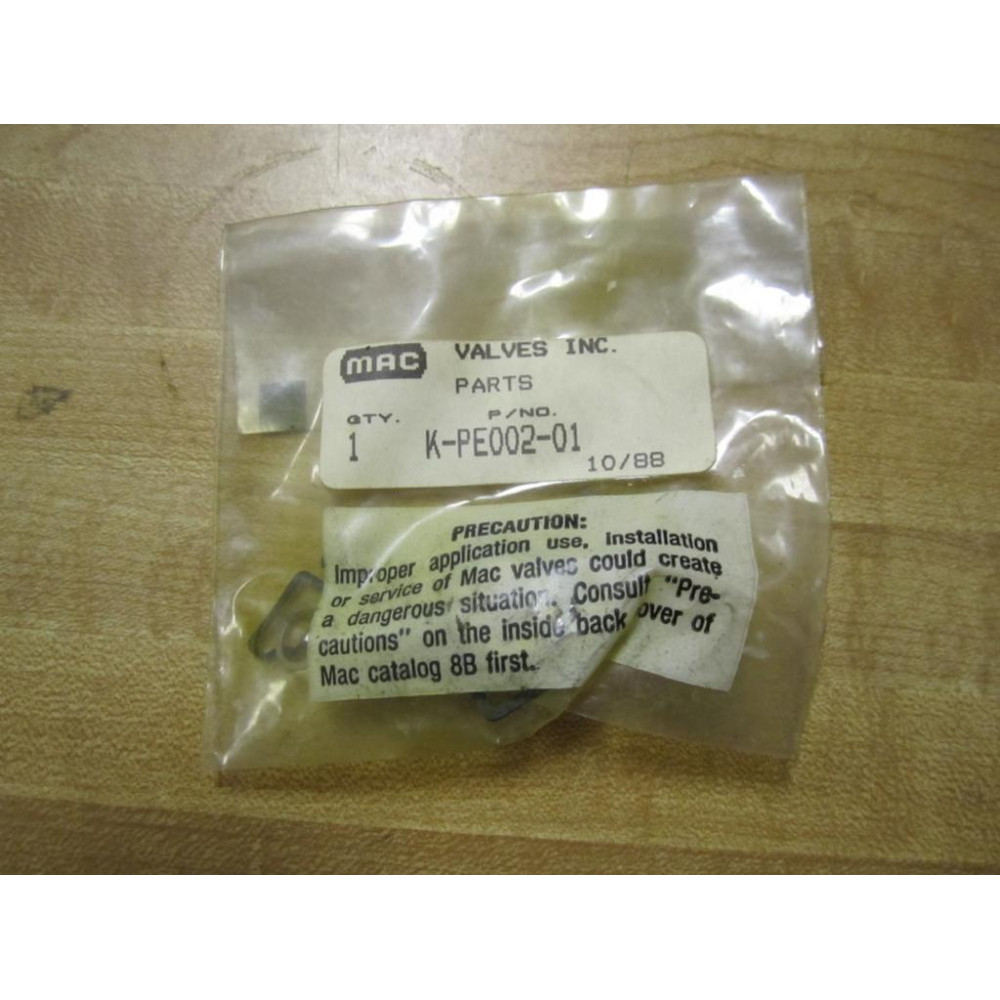 MAC VALVES INC.
PARTS
QTY. P/NO.
1 K-PE002-01
10/88
PRECAUTION:
Improper application use, installation
or service of Mac valves could create
a dangerous situation. Consult "Pre-
cautions" on the inside back over of
Mac catalog 8B first.